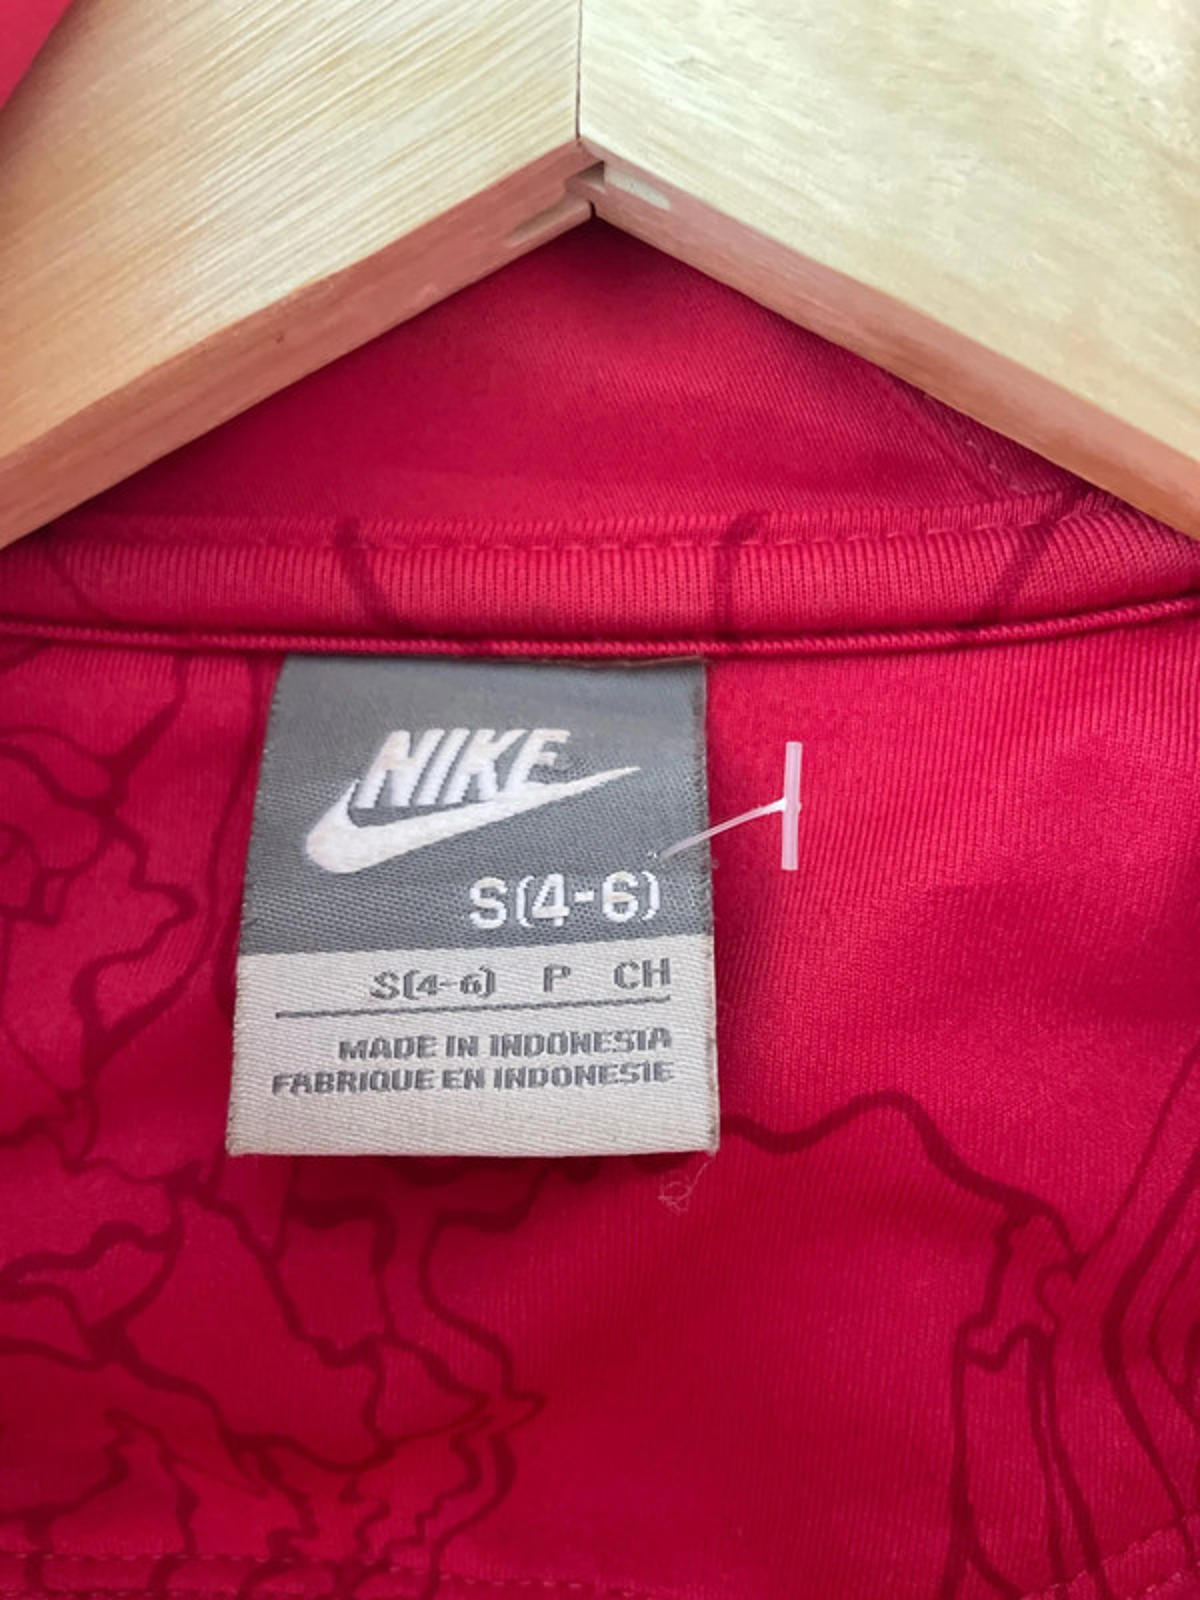 NIKE
S(4-6)
S(4-6) P CH
MADE IN INDONESIA
FABRIQUE EN INDONESIE